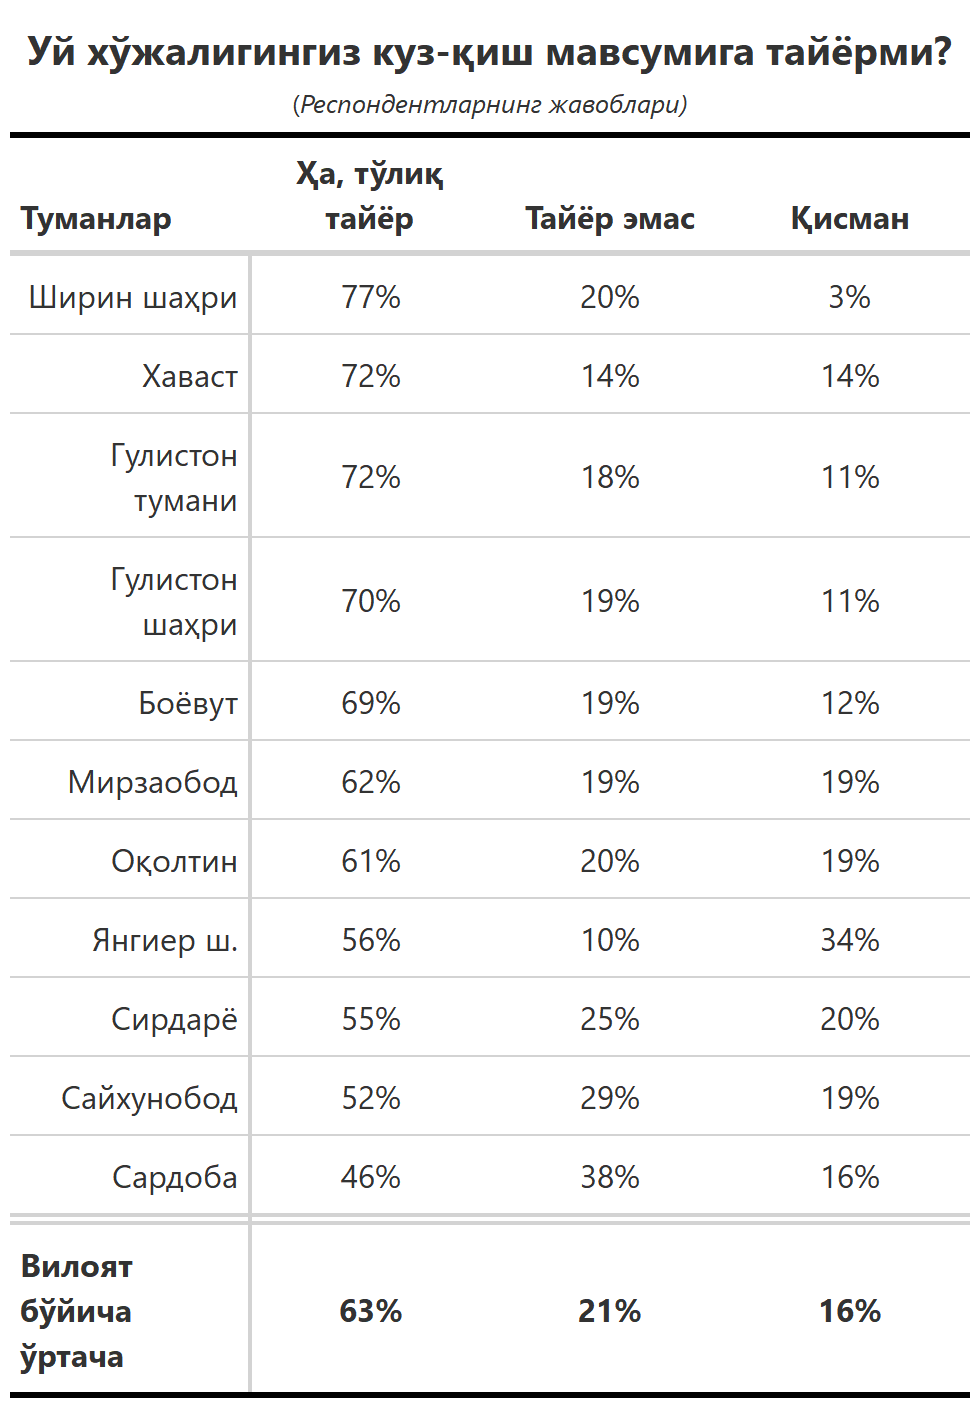 Уй хўжалигингиз куз-қиш мавсумига тайёрми?
(Респондентларнинг жавоблари)
Туманлар Ҳа, тўлиқ тайёр Тайёр эмас Қисман
Ширин шаҳри 77% 20% 3%
Хаваст 72% 14% 14%
Гулистон тумани 72% 18% 11%
Гулистон шаҳри 70% 19% 11%
Боёвут 69% 19% 12%
Мирзаобод 62% 19% 19%
Оқолтин 61% 20% 19%
Янгиер ш. 56% 10% 34%
Сирдарё 55% 25% 20%
Сайхунобод 52% 29% 19%
Сардоба 46% 38% 16%
Вилоят бўйича ўртача 63% 21% 16%